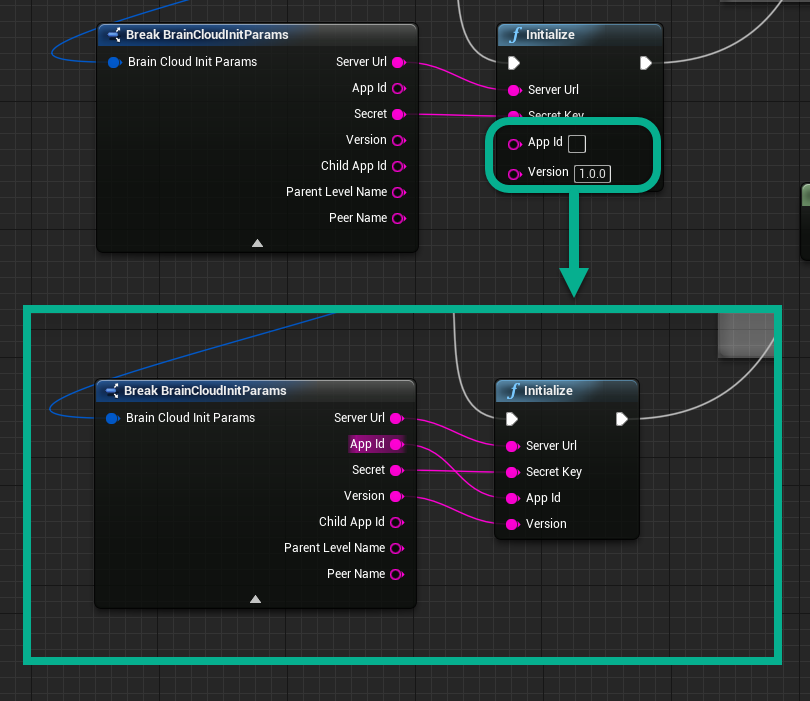 Break BrainCloudInitParams
Brain Cloud Init Params
Server Url
App Id
Secret
Version
Child App Id
Parent Level Name
Peer Name
Initialize
Server Url
Secret Key
App Id
Version 1.0.0
Break BrainCloudInitParams
Brain Cloud Init Params
Server Url
App Id
Secret
Version
Child App Id
Parent Level Name
Peer Name
Initialize
Server Url
Secret Key
App Id
Version